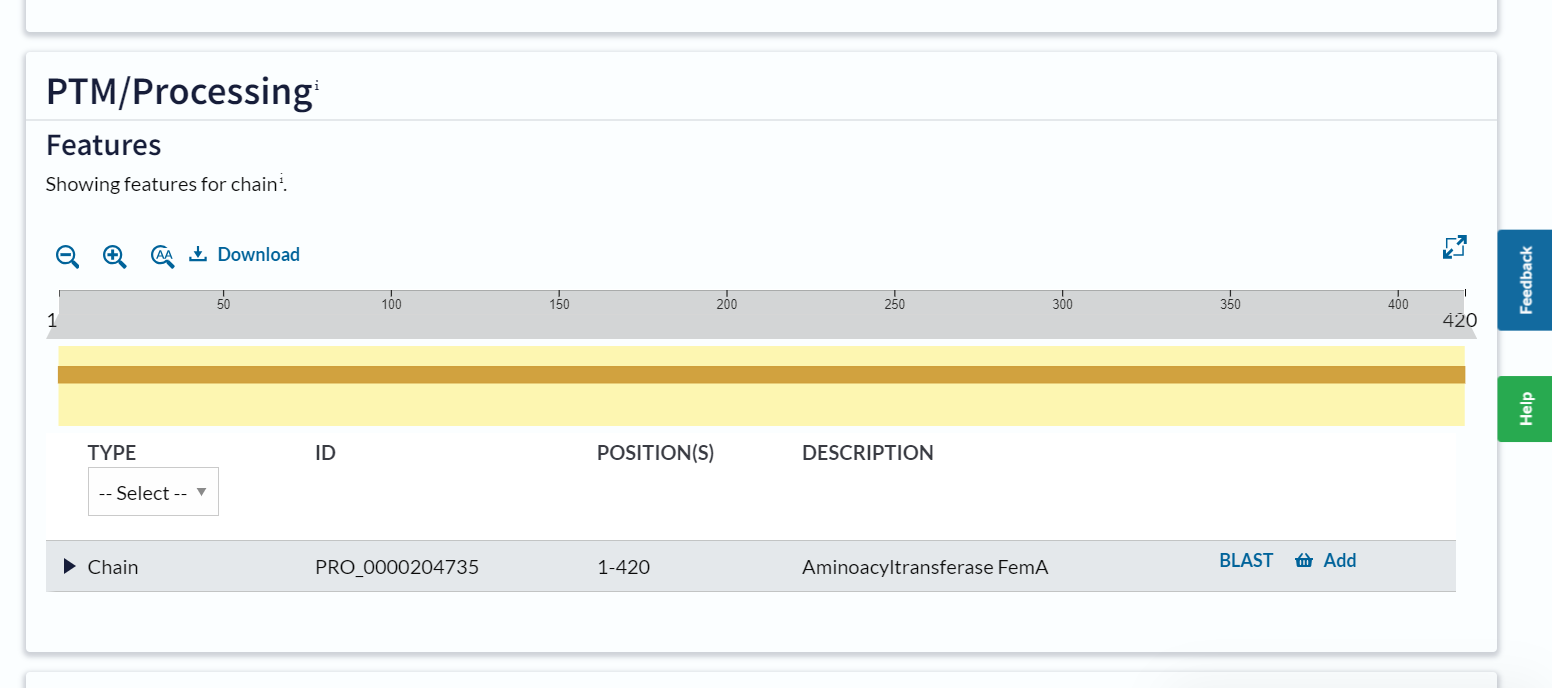 PTM/Processing i
Features
Showing features for chain i.
AA Download
50 100 150 200 250 300 350 400
1 420
TYPE ID POSITION(S) DESCRIPTION
-- Select --
Chain PRO_0000204735 1-420 Aminoacyltransferase FemA BLAST Add
Feedback
Help